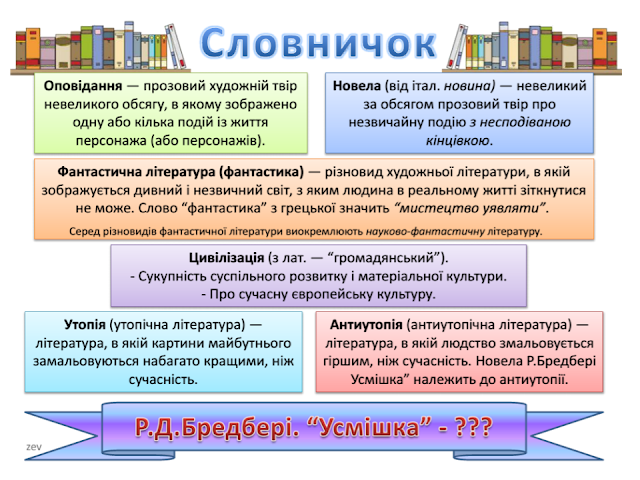 Словничок
Оповідання — прозовий художній твір
невеликого обсягу, в якому зображено
одну або кілька подій із життя
персонажа (або персонажів).
Новела (від італ. новина) — невеликий
за обсягом прозовий твір про
незвичайну подію з несподіваною
кінцівкою.
Фантастична література (фантастика) — різновид художньої літератури, в якій
зображується дивний і незвичний світ, з яким людина в реальному житті зіткнутися
не може. Слово “фантастика” з грецької значить “мистецтво уявляти”.
Серед різновидів фантастичної літератури виокремлюють науково-фантастичну літературу.
Цивілізація (з лат. — “громадянський”).
- Сукупність суспільного розвитку і матеріальної культури.
- Про сучасну європейську культуру.
Утопія (утопічна література) —
література, в якій картини майбутнього
замальовуються набагато кращими, ніж
сучасність.
Антиутопія (антиутопічна література) —
література, в якій людство змальовується
гіршим, ніж сучасність. Новела Р.Бредбері
Усмішка” належить до антиутопії.
Р.Д.Бредбері. “Усмішка” - ???
zev